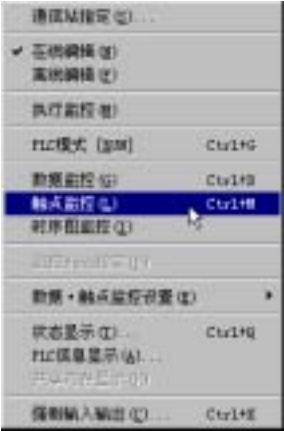 通信站指定(C)...
✓ 在线编辑(N)
离线编辑(F)
执行监控(M)
PLC模式 [ ] Ctrl+G
数据监控(G) Ctrl+D
触点监控(L) Ctrl+M
时序图监控(I)
数据·触点监控设置(E)
状态显示(T)... Ctrl+Q
PLC信息显示(A)...
强制输入输出(C)... Ctrl+E